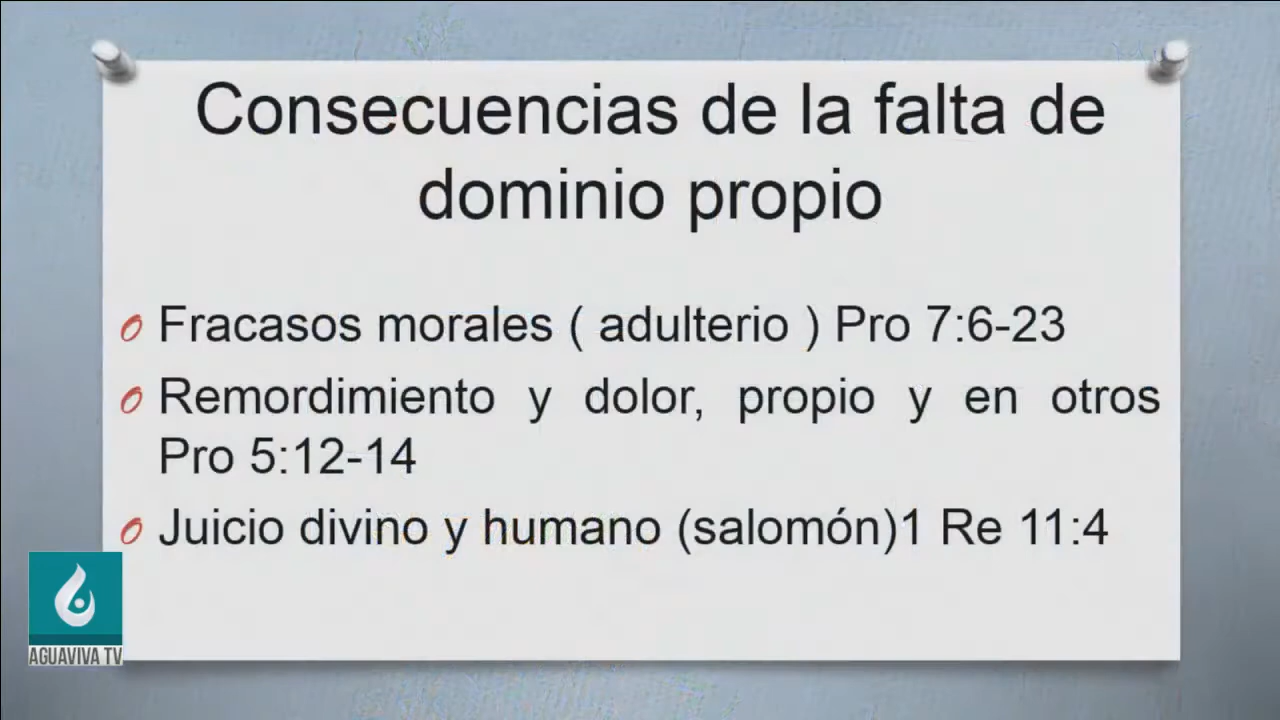 Consecuencias de la falta de
dominio propio
Fracasos morales ( adulterio ) Pro 7:6-23
Remordimiento y dolor, propio y en otros
Pro 5:12-14
Juicio divino y humano (salomón)1 Re 11:4
AGUAVIVA TV